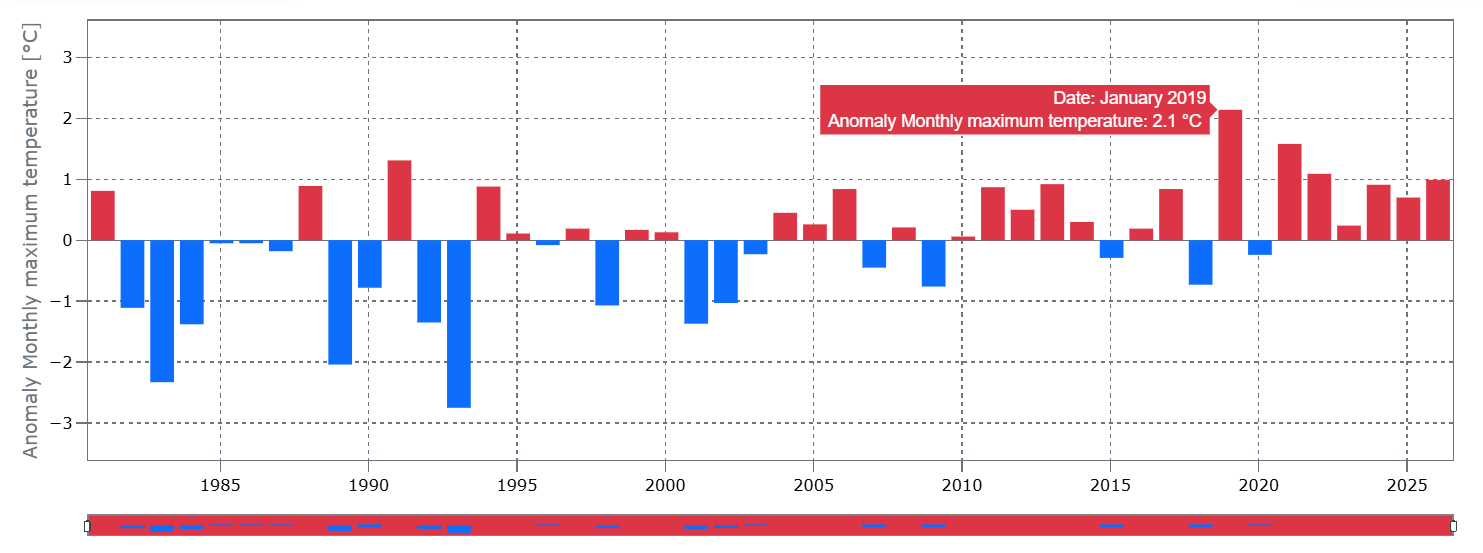 Anomaly Monthly maximum temperature [°C]
3
2
1
0
−1
−2
−3
Date: January 2019
Anomaly Monthly maximum temperature: 2.1 °C
1985 1990 1995 2000 2005 2010 2015 2020 2025